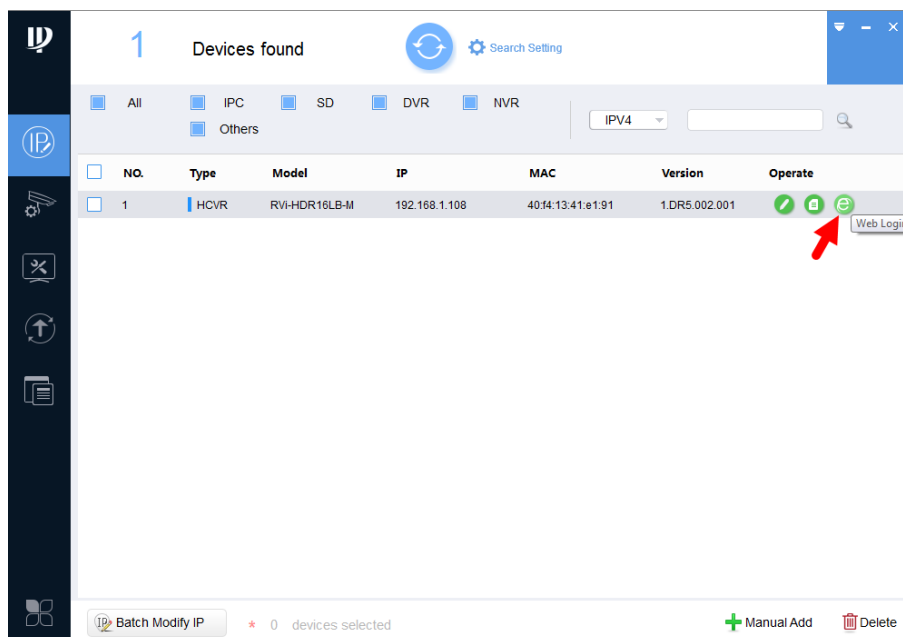 1 Devices found Search Setting
All IPC SD DVR NVR
Others
IPV4
NO. Type Model IP MAC Version Operate
1 HCVR RVi-HDR16LB-M 192.168.1.108 40:f4:13:41:e1:91 1.DR5.002.001
Web Login
Batch Modify IP * 0 devices selected Manual Add Delete